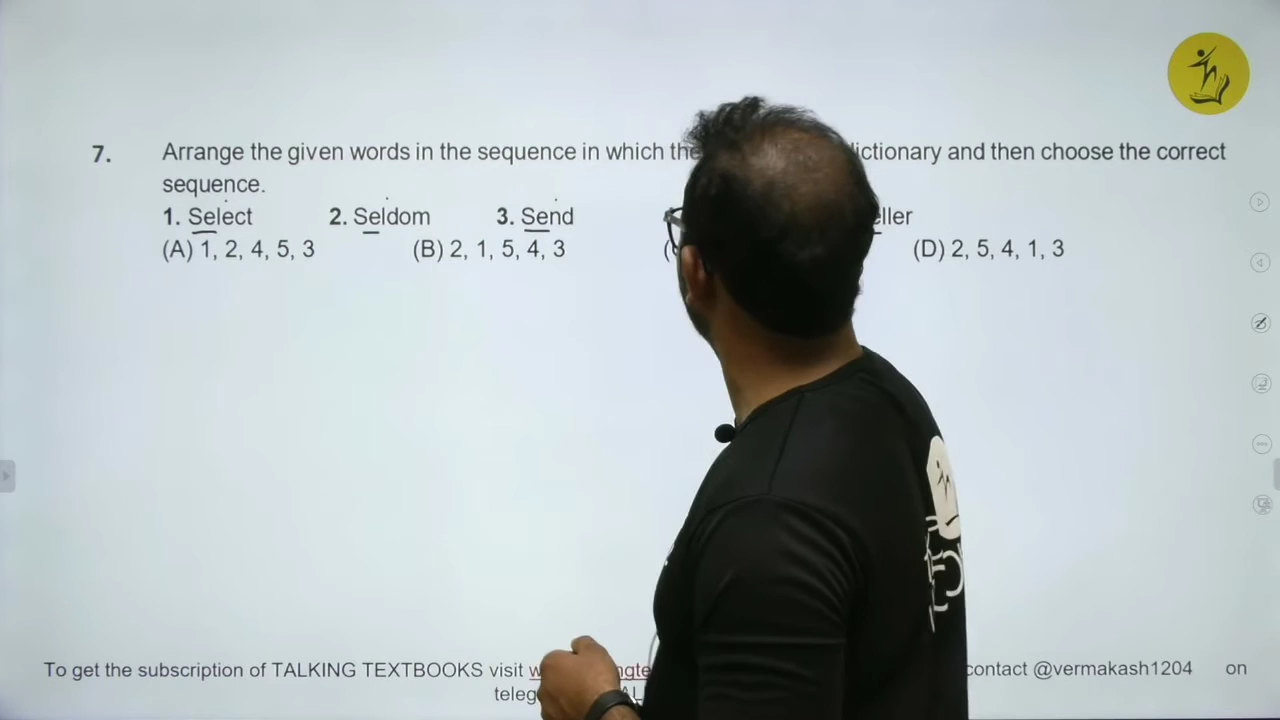 7. Arrange the given words in the sequence in which the dictionary and then choose the correct
sequence.
1. Select 2. Seldom 3. Send
(A) 1, 2, 4, 5, 3 (B) 2, 1, 5, 4, 3 (D) 2, 5, 4, 1, 3
To get the subscription of TALKING TEXTBOOKS visit contact @vermakash1204 on